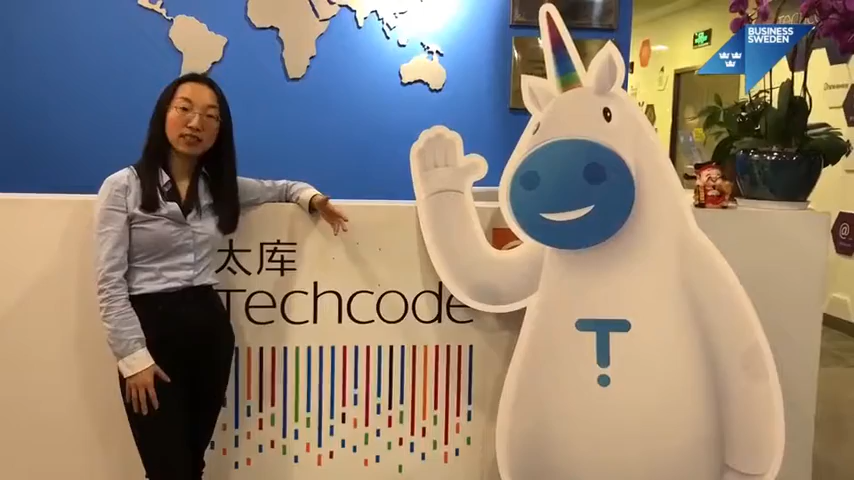 BUSINESS
SWEDEN
太库
Techcode
T